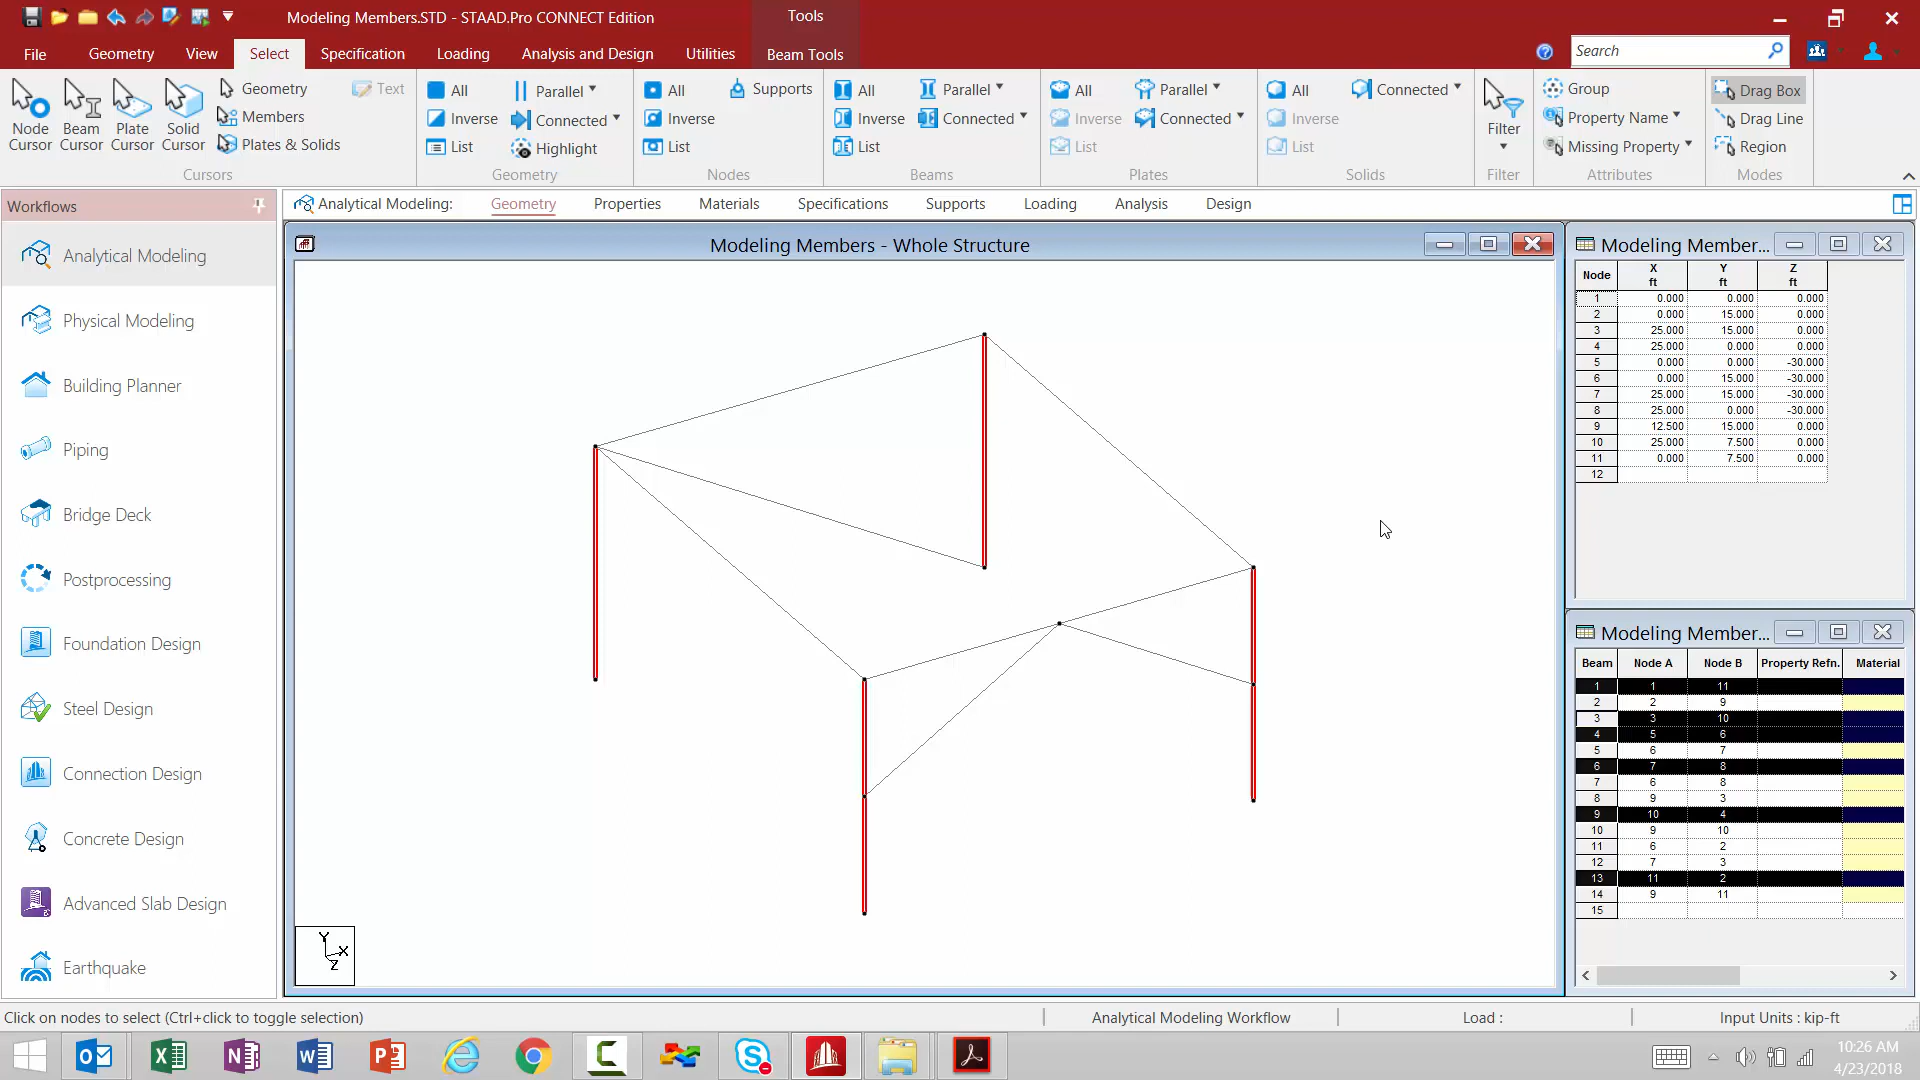 Modeling Members.STD - STAAD.Pro CONNECT Edition
Tools
File
Geometry
View
Select
Specification
Loading
Analysis and Design
Utilities
Beam Tools
Search
Node Cursor
Beam Cursor
Plate Cursor
Solid Cursor
Geometry
Members
Plates & Solids
Text
Cursors
All
Inverse
List
Parallel
Connected
Highlight
Geometry
All
Inverse
List
Supports
Nodes
All
Inverse
List
Parallel
Connected
Beams
All
Inverse
List
Parallel
Connected
Plates
All
Inverse
List
Connected
Solids
Filter
Filter
Group
Property Name
Missing Property
Attributes
Drag Box
Drag Line
Region
Modes
Workflows
Analytical Modeling
Physical Modeling
Building Planner
Piping
Bridge Deck
Postprocessing
Foundation Design
Steel Design
Connection Design
Concrete Design
Advanced Slab Design
Earthquake
Analytical Modeling:
Geometry
Properties
Materials
Specifications
Supports
Loading
Analysis
Design
Modeling Members - Whole Structure
Y
X
Z
Modeling Member...
Node X ft Y ft Z ft
1 0.000 0.000 0.000
2 0.000 15.000 0.000
3 25.000 15.000 0.000
4 25.000 0.000 0.000
5 0.000 0.000 -30.000
6 0.000 15.000 -30.000
7 25.000 15.000 -30.000
8 25.000 0.000 -30.000
9 12.500 15.000 0.000
10 25.000 7.500 0.000
11 0.000 7.500 0.000
12
Modeling Member...
Beam Node A Node B Property Refn. Material
1 1 11
2 2 9
3 3 10
4 5 6
5 6 7
6 7 8
7 6 8
8 9 3
9 10 4
10 9 10
11 6 2
12 7 3
13 11 2
14 9 11
15
Click on nodes to select (Ctrl+click to toggle selection)
Analytical Modeling Workflow
Load :
Input Units : kip-ft
10:26 AM
4/23/2018